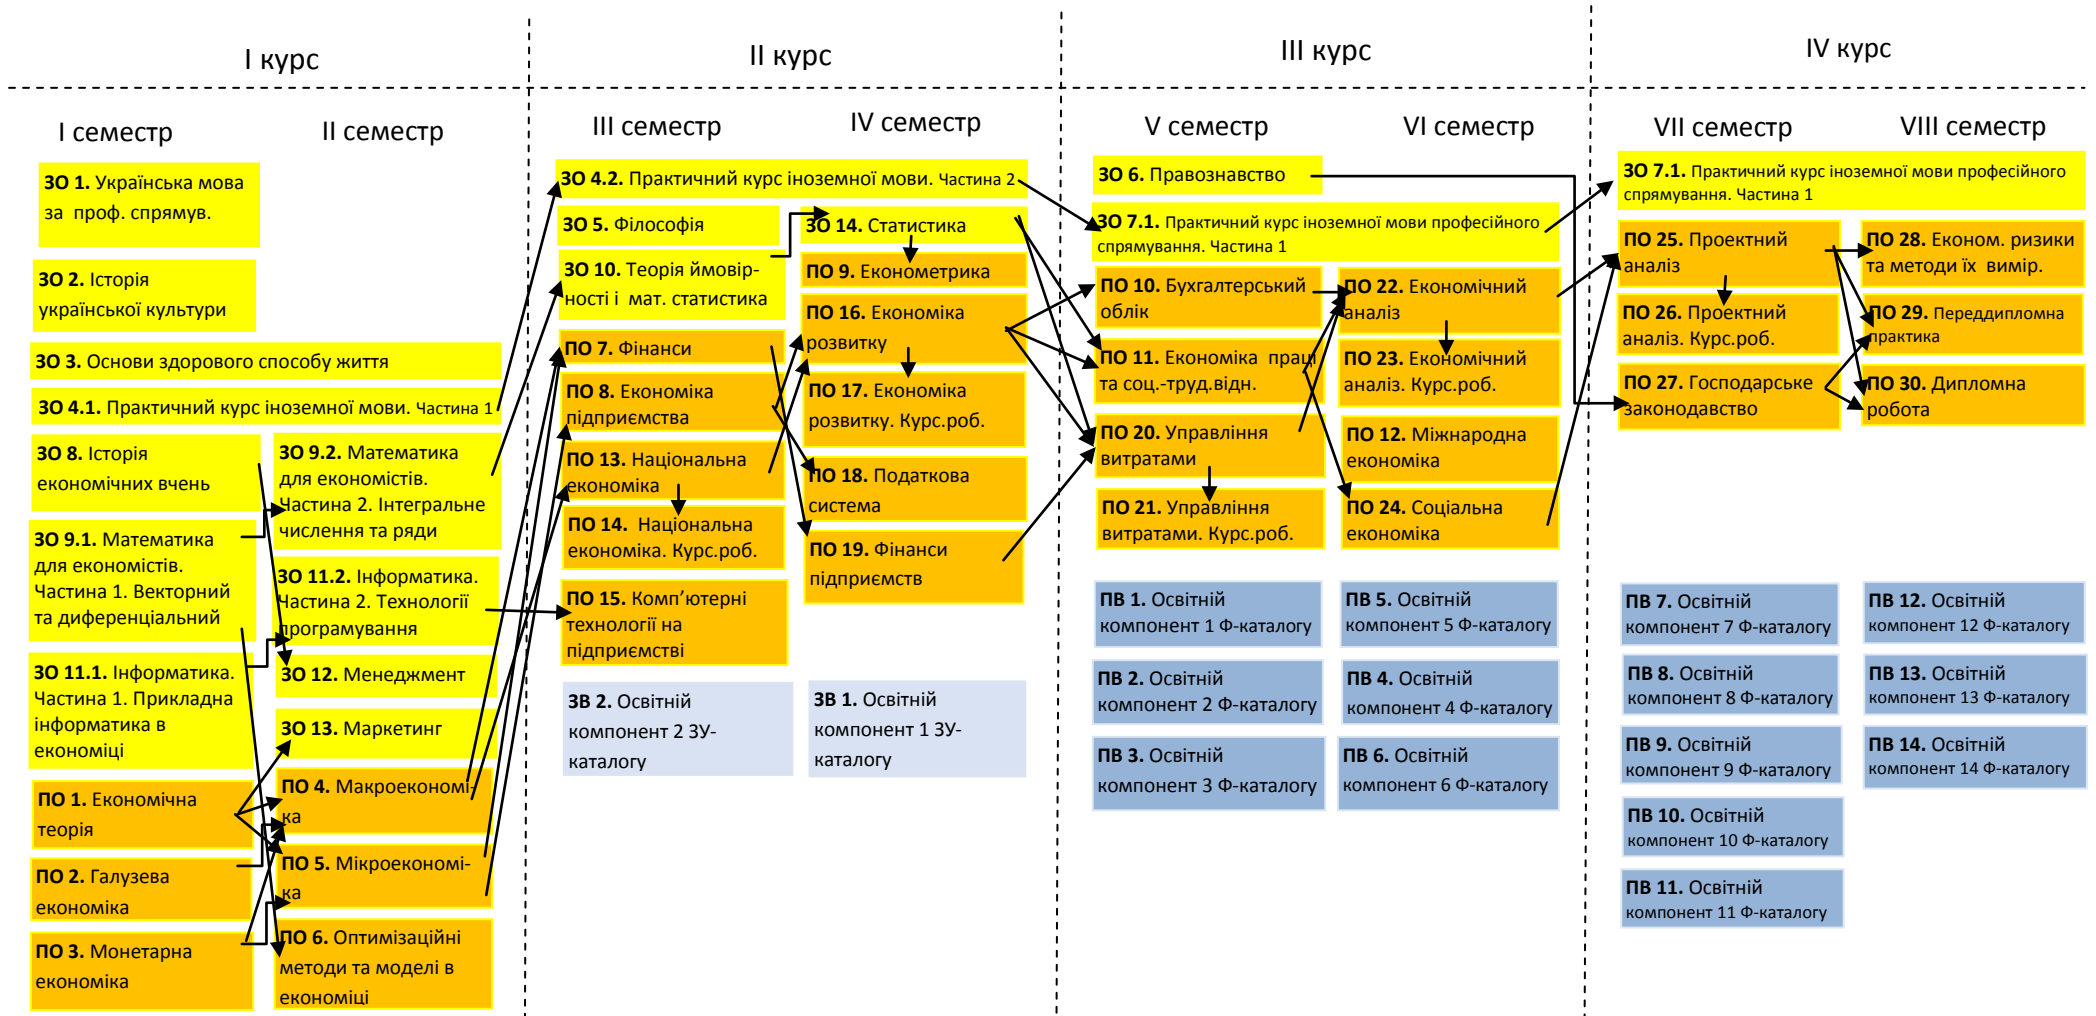 I курс
II курс
III курс
IV курс
I семестр
II семестр
III семестр
IV семестр
V семестр
VI семестр
VII семестр
VIII семестр
ЗО 1. Українська мова
за проф. спрямув.
ЗО 2. Історія
української культури
ЗО 3. Основи здорового способу життя
ЗО 4.1. Практичний курс іноземної мови. Частина 1
ЗО 8. Історія
економічних вчень
ЗО 9.1. Математика
для економістів.
Частина 1. Векторний
та диференціальний
ЗО 11.1. Інформатика.
Частина 1. Прикладна
інформатика в
економіці
ПО 1. Економічна
теорія
ПО 2. Галузева
економіка
ПО 3. Монетарна
економіка
ЗО 9.2. Математика
для економістів.
Частина 2. Інтегральне
числення та ряди
ЗО 11.2. Інформатика.
Частина 2. Технології
програмування
ЗО 12. Менеджмент
ЗО 13. Маркетинг
ПО 4. Макроекономі-
ка
ПО 5. Мікроекономі-
ка
ПО 6. Оптимізаційні
методи та моделі в
економіці
ЗО 4.2. Практичний курс іноземної мови. Частина 2
ЗО 5. Філософія
ЗО 10. Теорія ймовір-
ності і мат. статистика
ПО 7. Фінанси
ПО 8. Економіка
підприємства
ПО 13. Національна
економіка
ПО 14. Національна
економіка. Курс.роб.
ПО 15. Комп’ютерні
технології на
підприємстві
ЗВ 2. Освітній
компонент 2 ЗУ-
каталогу
ЗО 14. Статистика
ПО 9. Економетрика
ПО 16. Економіка
розвитку
ПО 17. Економіка
розвитку. Курс.роб.
ПО 18. Податкова
система
ПО 19. Фінанси
підприємств
ЗВ 1. Освітній
компонент 1 ЗУ-
каталогу
ЗО 6. Правознавство
ЗО 7.1. Практичний курс іноземної мови професійного
спрямування. Частина 1
ПО 10. Бухгалтерський
облік
ПО 11. Економіка праці
та соц.-труд.відн.
ПО 20. Управління
витратами
ПО 21. Управління
витратами. Курс.роб.
ПВ 1. Освітній
компонент 1 Ф-каталогу
ПВ 2. Освітній
компонент 2 Ф-каталогу
ПВ 3. Освітній
компонент 3 Ф-каталогу
ПО 22. Економічний
аналіз
ПО 23. Економічний
аналіз. Курс.роб.
ПО 12. Міжнародна
економіка
ПО 24. Соціальна
економіка
ПВ 5. Освітній
компонент 5 Ф-каталогу
ПВ 4. Освітній
компонент 4 Ф-каталогу
ПВ 6. Освітній
компонент 6 Ф-каталогу
ЗО 7.1. Практичний курс іноземної мови професійного
спрямування. Частина 1
ПО 25. Проектний
аналіз
ПО 26. Проектний
аналіз. Курс.роб.
ПО 27. Господарське
законодавство
ПВ 7. Освітній
компонент 7 Ф-каталогу
ПВ 8. Освітній
компонент 8 Ф-каталогу
ПВ 9. Освітній
компонент 9 Ф-каталогу
ПВ 10. Освітній
компонент 10 Ф-каталогу
ПВ 11. Освітній
компонент 11 Ф-каталогу
ПО 28. Економ. ризики
та методи їх вимір.
ПО 29. Переддипломна
практика
ПО 30. Дипломна
робота
ПВ 12. Освітній
компонент 12 Ф-каталогу
ПВ 13. Освітній
компонент 13 Ф-каталогу
ПВ 14. Освітній
компонент 14 Ф-каталогу